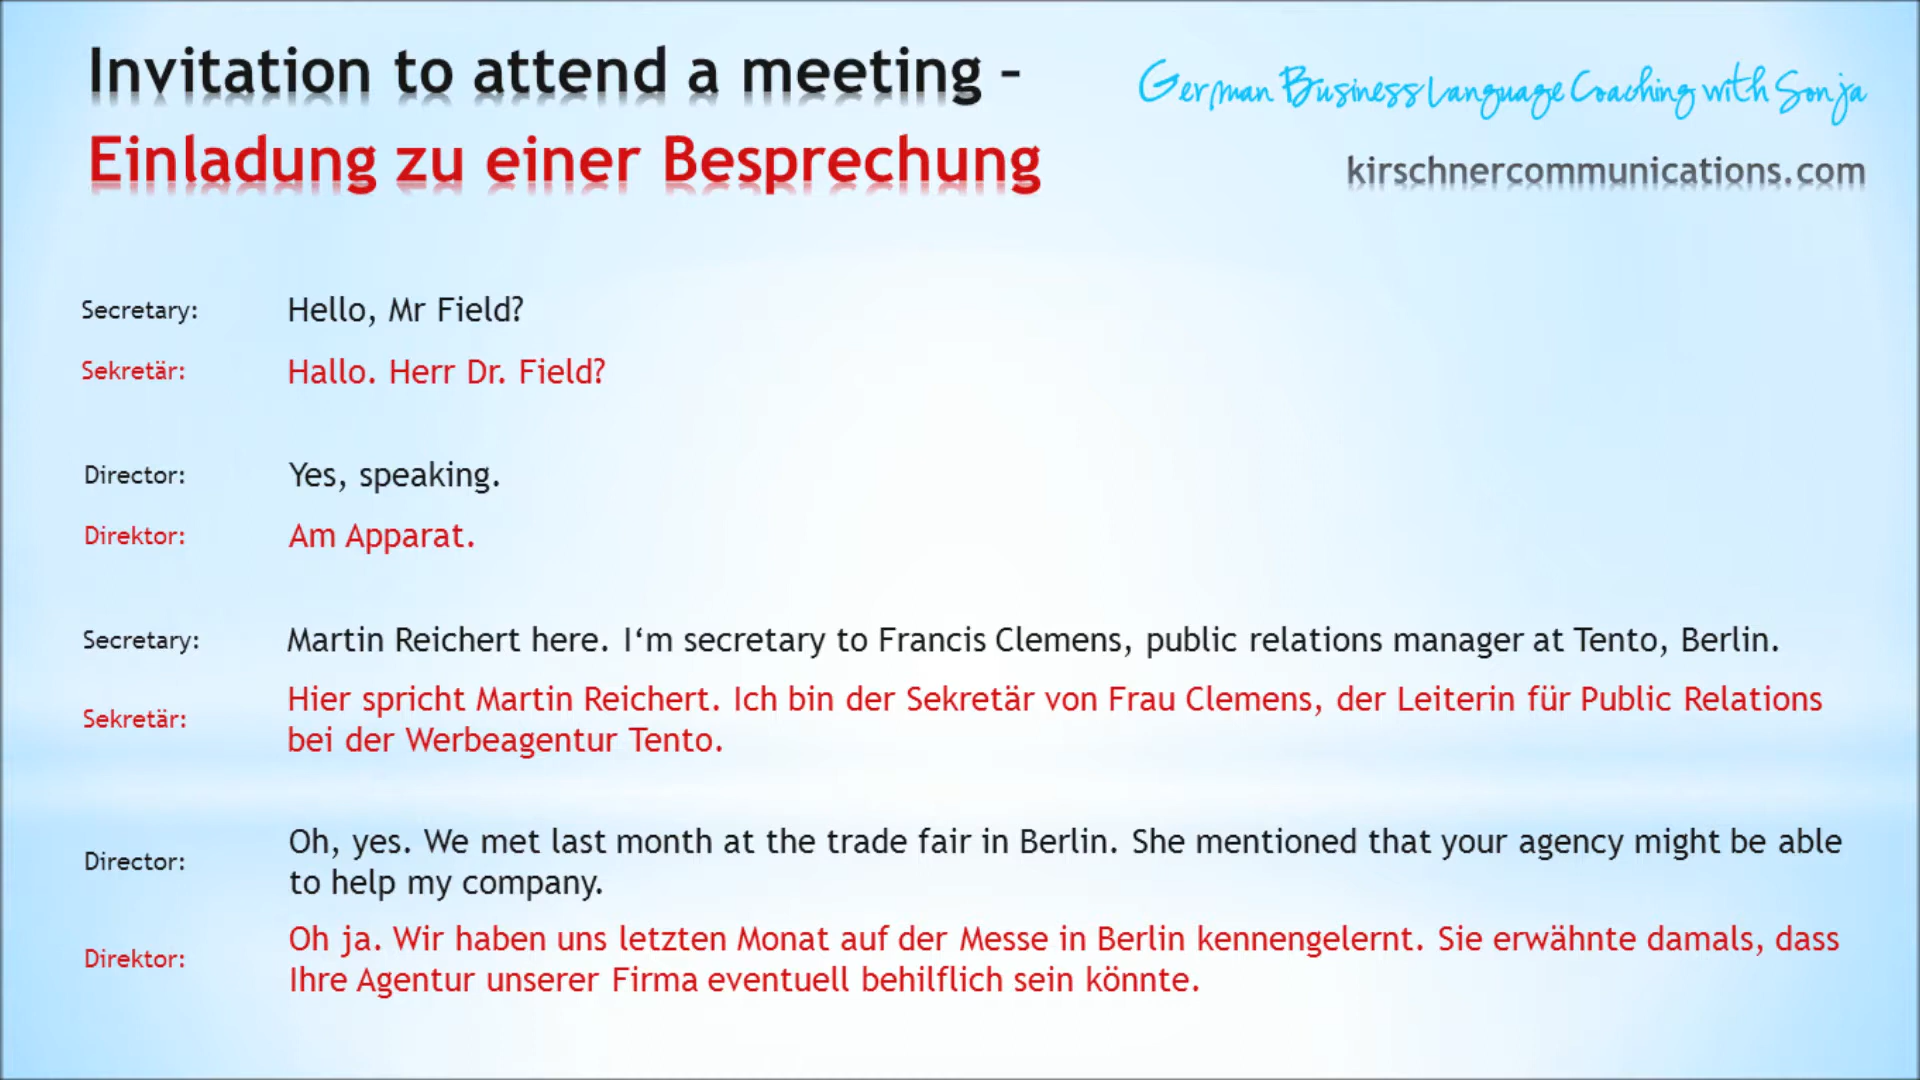 Invitation to attend a meeting –
Einladung zu einer Besprechung
German Business Language Coaching with Sonja
kirschnercommunications.com
Secretary: Hello, Mr Field?
Sekretär: Hallo. Herr Dr. Field?
Director: Yes, speaking.
Direktor: Am Apparat.
Secretary: Martin Reichert here. I‘m secretary to Francis Clemens, public relations manager at Tento, Berlin.
Sekretär: Hier spricht Martin Reichert. Ich bin der Sekretär von Frau Clemens, der Leiterin für Public Relations
bei der Werbeagentur Tento.
Director: Oh, yes. We met last month at the trade fair in Berlin. She mentioned that your agency might be able
to help my company.
Direktor: Oh ja. Wir haben uns letzten Monat auf der Messe in Berlin kennengelernt. Sie erwähnte damals, dass
Ihre Agentur unserer Firma eventuell behilflich sein könnte.